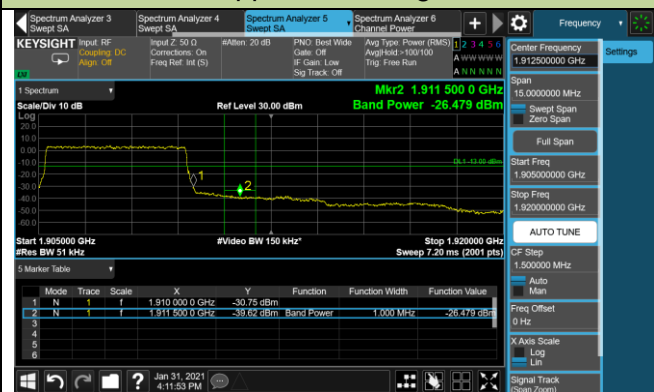 Spectrum Analyzer 3
Swept SA
Spectrum Analyzer 4
Swept SA
Spectrum Analyzer 5
Swept SA
Spectrum Analyzer 6
Channel Power
Frequency
KEYSIGHT
Input: RF
Coupling: DC
Align: Off
Input Z: 50 Ω
Corrections: On
Freq Ref: Int (S)
#Atten: 20 dB
PNO: Best Wide
Gate: Off
IF Gain: Low
Sig Track: Off
Avg Type: Power (RMS)
Avg|Hold:>100/100
Trig: Free Run
1 2 3 4 5 6
A W W W W W
A N N N N N
LXI
1 Spectrum
Scale/Div 10 dB
Ref Level 30.00 dBm
Mkr2 1.911 500 0 GHz
Band Power -26.479 dBm
Log
20.0
10.0
0.00
-10.0
-20.0
-30.0
-40.0
-50.0
-60.0
DL1 -13.00 dBm
1
2
Start 1.905000 GHz
#Res BW 51 kHz
#Video BW 150 kHz*
Stop 1.920000 GHz
Sweep 7.20 ms (2001 pts)
5 Marker Table
Mode Trace Scale X Y Function Function Width Function Value
1 N 1 f 1.910 000 0 GHz -30.75 dBm
2 N 1 f 1.911 500 0 GHz -39.62 dBm Band Power 1.000 MHz -26.479 dBm
3
4
5
6
Jan 31, 2021
4:11:53 PM
Center Frequency
1.912500000 GHz
Settings
Span
15.0000000 MHz
Swept Span
Zero Span
Full Span
Start Freq
1.905000000 GHz
Stop Freq
1.920000000 GHz
AUTO TUNE
CF Step
1.500000 MHz
Auto
Man
Freq Offset
0 Hz
X Axis Scale
Log
Lin
Signal Track
(Span Zoom)